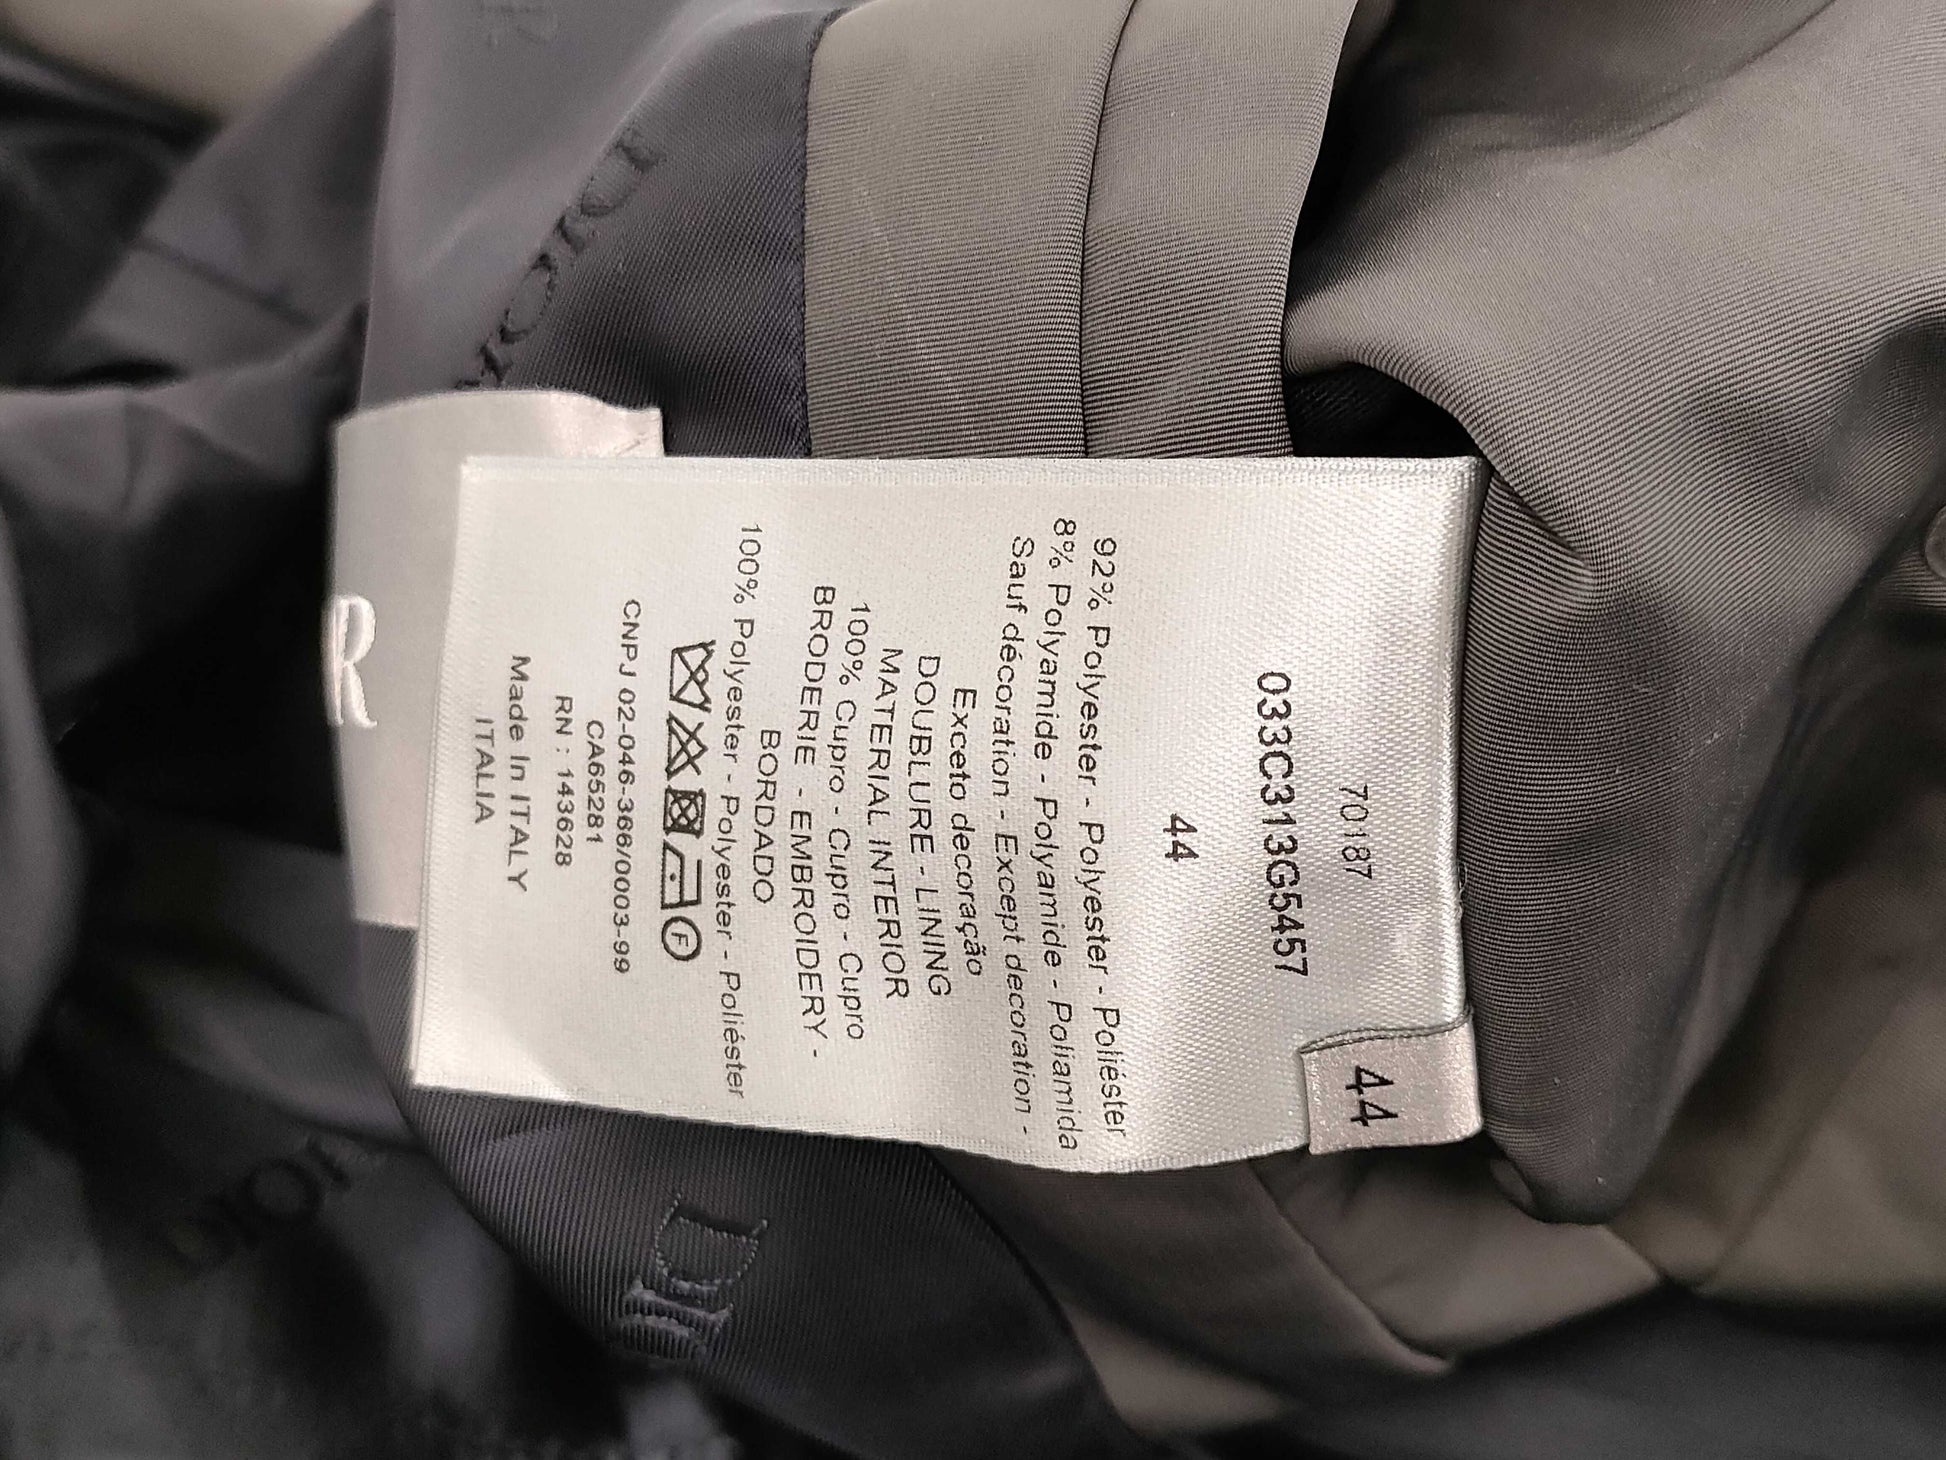 70187
033C313G5457
44
44
92% Polyester - Polyester - Poliéster
8% Polyamide - Polyamide - Poliamida
Sauf décoration - Except decoration -
Exceto decoração
DOUBLURE - LINING
MATERIAL INTERIOR
100% Cupro - Cupro - Cupro
BRODERIE - EMBROIDERY -
BORDADO
100% Polyester - Polyester - Poliéster
F
CNPJ 02-046-366/0003-99
CA65281
RN : 143628
Made In ITALY
ITALIA
R
DIOR